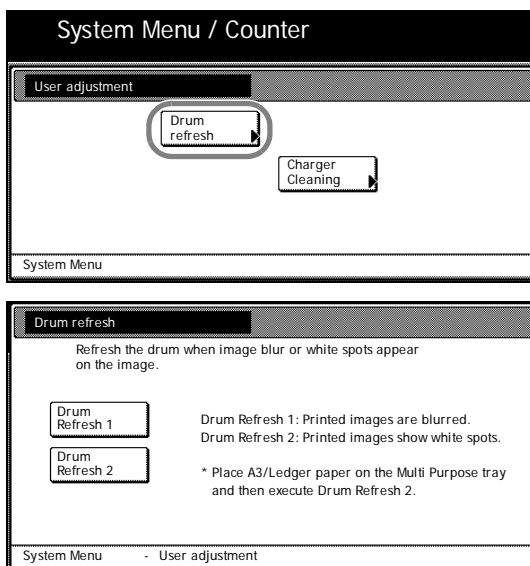 System Menu / Counter
User adjustment
Drum
refresh
Charger
Cleaning
System Menu
Drum refresh
Refresh the drum when image blur or white spots appear
on the image.
Drum
Refresh 1
Drum Refresh 1: Printed images are blurred.
Drum Refresh 2: Printed images show white spots.
Drum
Refresh 2
* Place A3/Ledger paper on the Multi Purpose tray
and then execute Drum Refresh 2.
System Menu - User adjustment